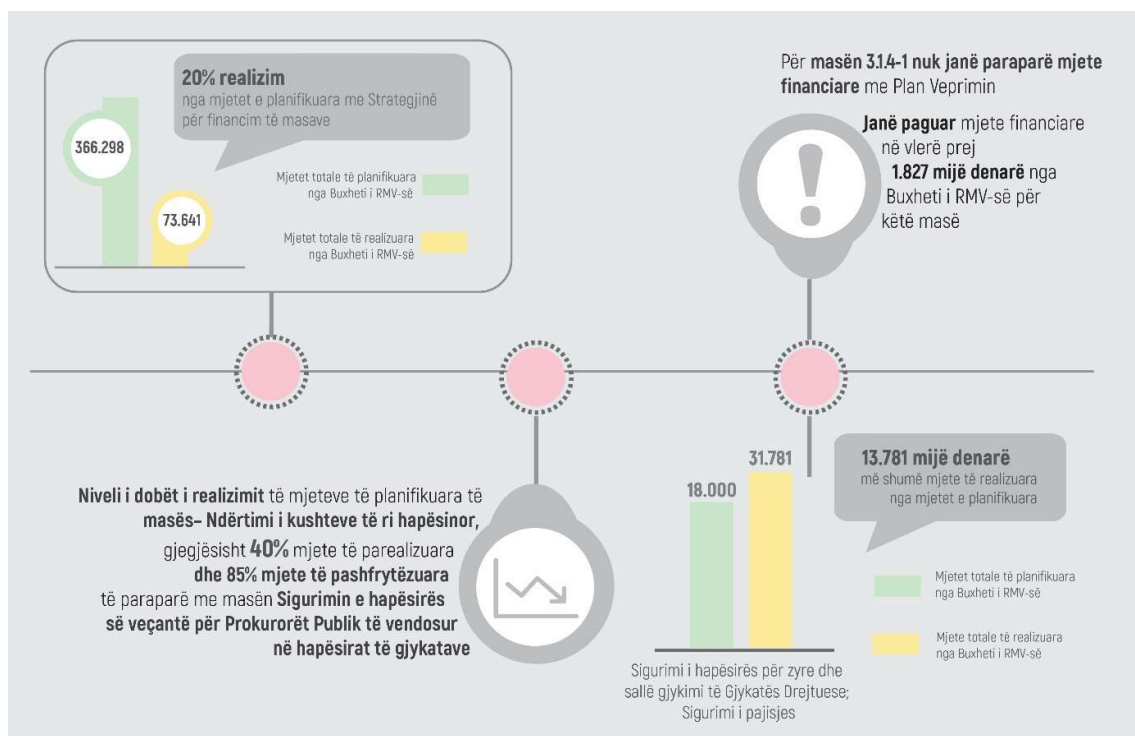 20% realizim
nga mjetet e planifikuara me Strategjinë
për financim të masave
366.298
73.641
Mjetet totale të planifikuara
nga Buxheti i RMV-së
Mjetet totale të realizuara
nga Buxheti i RMV-së
Për masën 3.1.4-1 nuk janë paraparë mjete
financiare me Plan Veprimin
Janë paguar mjete financiare
në vlerë prej
1.827 mijë denarë nga
Buxheti i RMV-së për
këtë masë
Niveli i dobët i realizimit të mjeteve të planifikuara të
masës– Ndërtimi i kushteve të ri hapësinor,
gjegjësisht 40% mjete të parealizuara
dhe 85% mjete të pashfrytëzuara
të paraparë me masën Sigurimin e hapësirës
së veçantë për Prokurorët Publik të vendosur
në hapësirat të gjykatave
18.000
31.781
Sigurimi i hapësirës për zyre dhe
sallë gjykimi të Gjykatës Drejtuese;
Sigurimi i pajisjes
13.781 mijë denarë
më shumë mjete të realizuara
nga mjetet e planifikuara
Mjetet totale të planifikuara
nga Buxheti i RMV-së
Mjete totale të realizuara
nga Buxheti i RMV-së